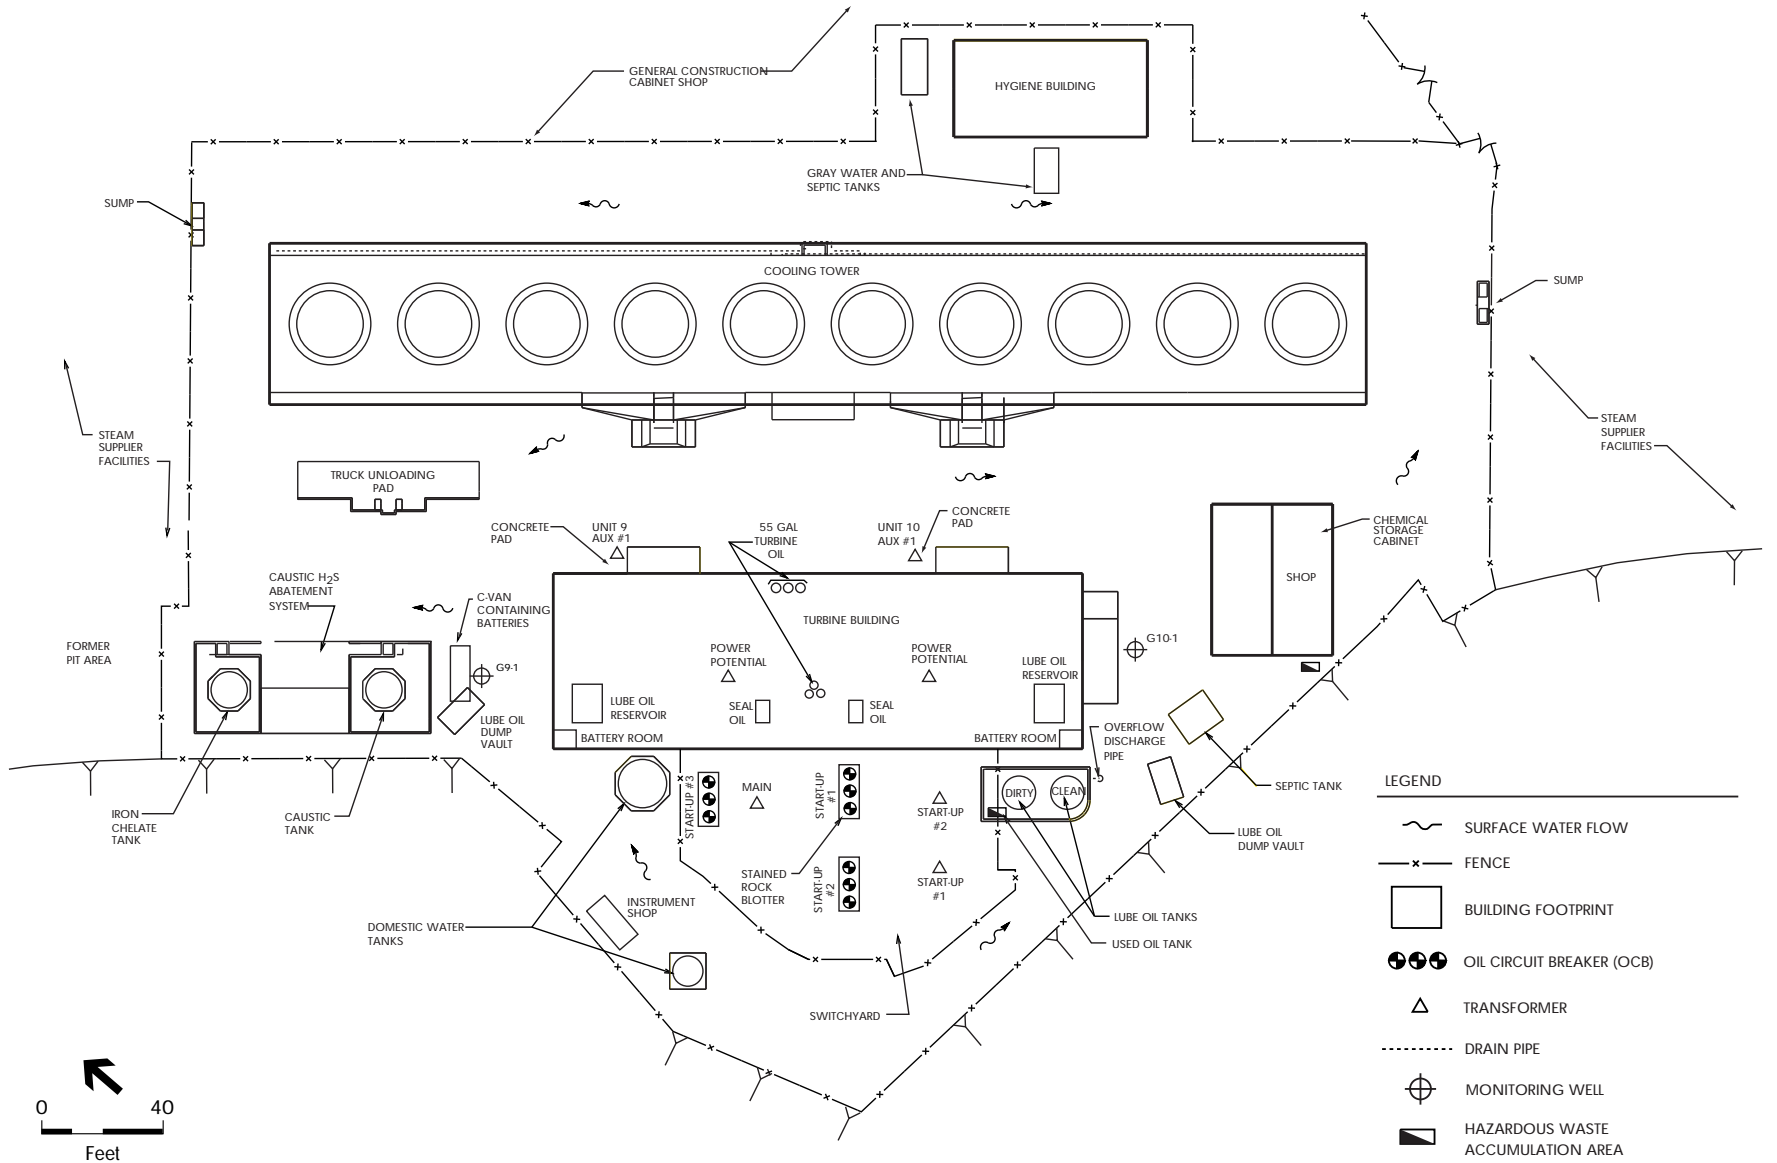 GENERAL CONSTRUCTION
CABINET SHOP
HYGIENE BUILDING
GRAY WATER AND
SEPTIC TANKS
SUMP
COOLING TOWER
SUMP
STEAM
SUPPLIER
FACILITIES
STEAM
SUPPLIER
FACILITIES
TRUCK UNLOADING
PAD
CONCRETE
PAD
UNIT 9
AUX #1
55 GAL
TURBINE
OIL
UNIT 10
AUX #1
CONCRETE
PAD
CHEMICAL
STORAGE
CABINET
SHOP
CAUSTIC H2S
ABATEMENT
SYSTEM
C-VAN
CONTAINING
BATTERIES
TURBINE BUILDING
FORMER
PIT AREA
G9-1
G10-1
POWER
POTENTIAL
POWER
POTENTIAL
LUBE OIL
RESERVOIR
LUBE OIL
RESERVOIR
SEAL
OIL
SEAL
OIL
LUBE OIL
DUMP
VAULT
BATTERY ROOM
BATTERY ROOM
OVERFLOW
DISCHARGE
PIPE
IRON
CHELATE
TANK
CAUSTIC
TANK
START-UP #3
MAIN
START-UP
#1
START-UP
#2
DIRTY
CLEAN
SEPTIC TANK
LUBE OIL
DUMP VAULT
STAINED
ROCK
BLOTTER
START-UP
#2
START-UP
#1
INSTRUMENT
SHOP
DOMESTIC WATER
TANKS
LUBE OIL TANKS
USED OIL TANK
SWITCHYARD
LEGEND
SURFACE WATER FLOW
FENCE
BUILDING FOOTPRINT
OIL CIRCUIT BREAKER (OCB)
TRANSFORMER
DRAIN PIPE
MONITORING WELL
HAZARDOUS WASTE
ACCUMULATION AREA
0 40
Feet